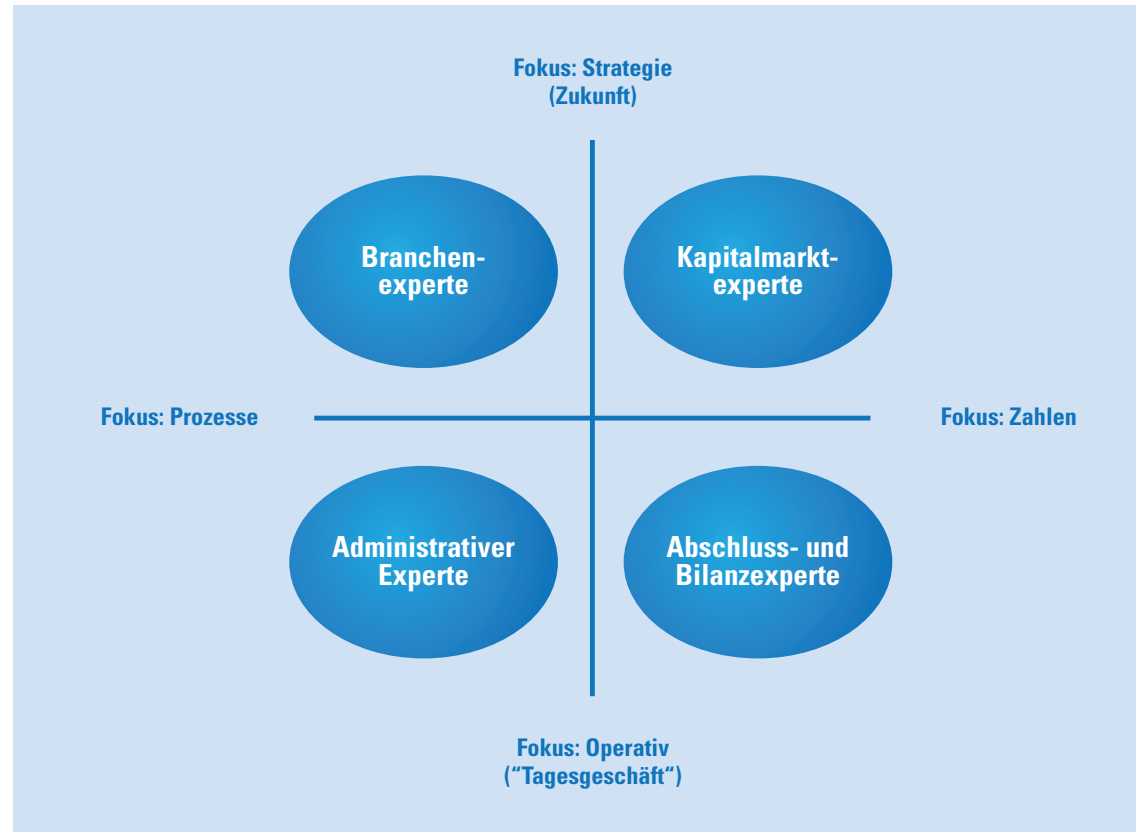 Fokus: Strategie
(Zukunft)
Branchen-
experte
Kapitalmarkt-
experte
Fokus: Prozesse
Fokus: Zahlen
Administrativer
Experte
Abschluss- und
Bilanzexperte
Fokus: Operativ
(“Tagesgeschäft“)